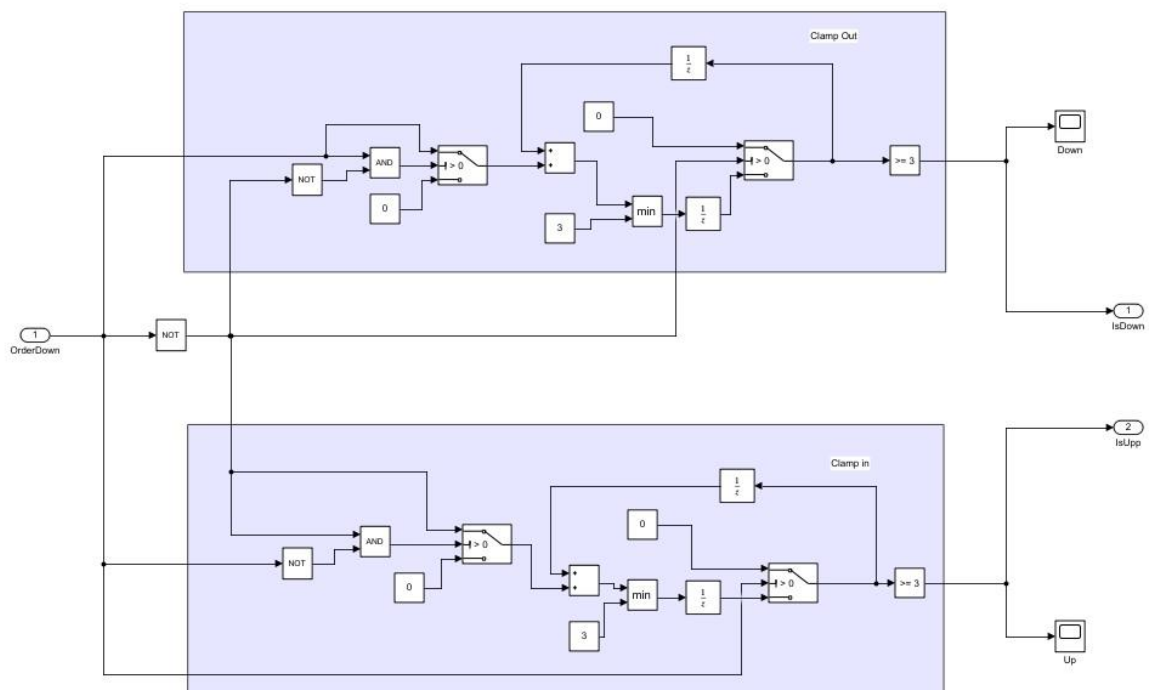 Clamp Out
1
z
0
+
+
> 0
> 0
AND
NOT
0
3
min
1
z
>= 3
Down
1
OrderDown
NOT
1
IsDown
2
IsUpp
Clamp in
1
z
0
NOT
AND
> 0
0
+
+
3
min
1
z
> 0
>= 3
Up